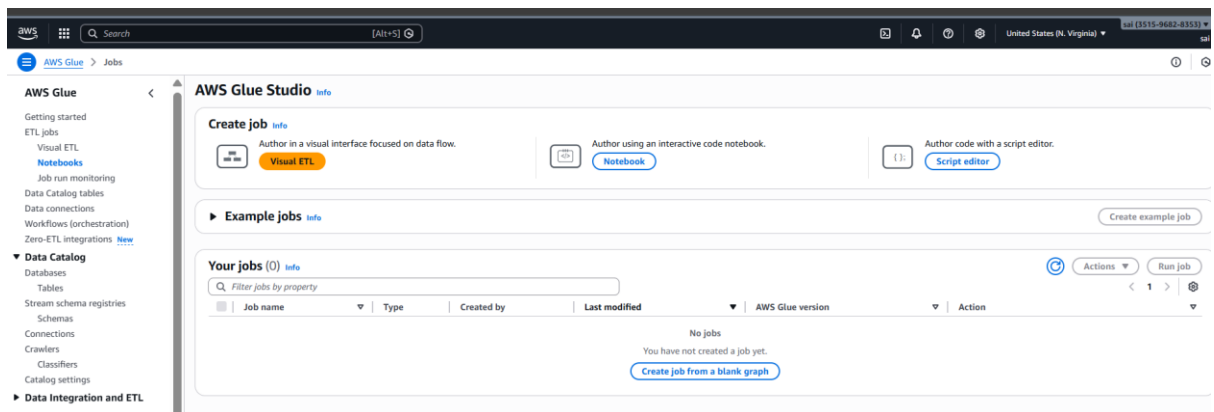 aws Search [Alt+S] United States (N. Virginia) ▼ sai (3515-9682-8353) ▼
sai
AWS Glue > Jobs
AWS Glue
Getting started
ETL jobs
Visual ETL
Notebooks
Job run monitoring
Data Catalog tables
Data connections
Workflows (orchestration)
Zero-ETL integrations New
Data Catalog
Databases
Tables
Stream schema registries
Schemas
Connections
Crawlers
Classifiers
Catalog settings
Data Integration and ETL
AWS Glue Studio Info
Create job Info
Author in a visual interface focused on data flow.
Visual ETL
Author using an interactive code notebook.
Notebook
Author code with a script editor.
Script editor
Example jobs Info
Create example job
Your jobs (0) Info
Actions ▼ Run job
Filter jobs by property
< 1 >
Job name Type Created by Last modified AWS Glue version Action
No jobs
You have not created a job yet.
Create job from a blank graph